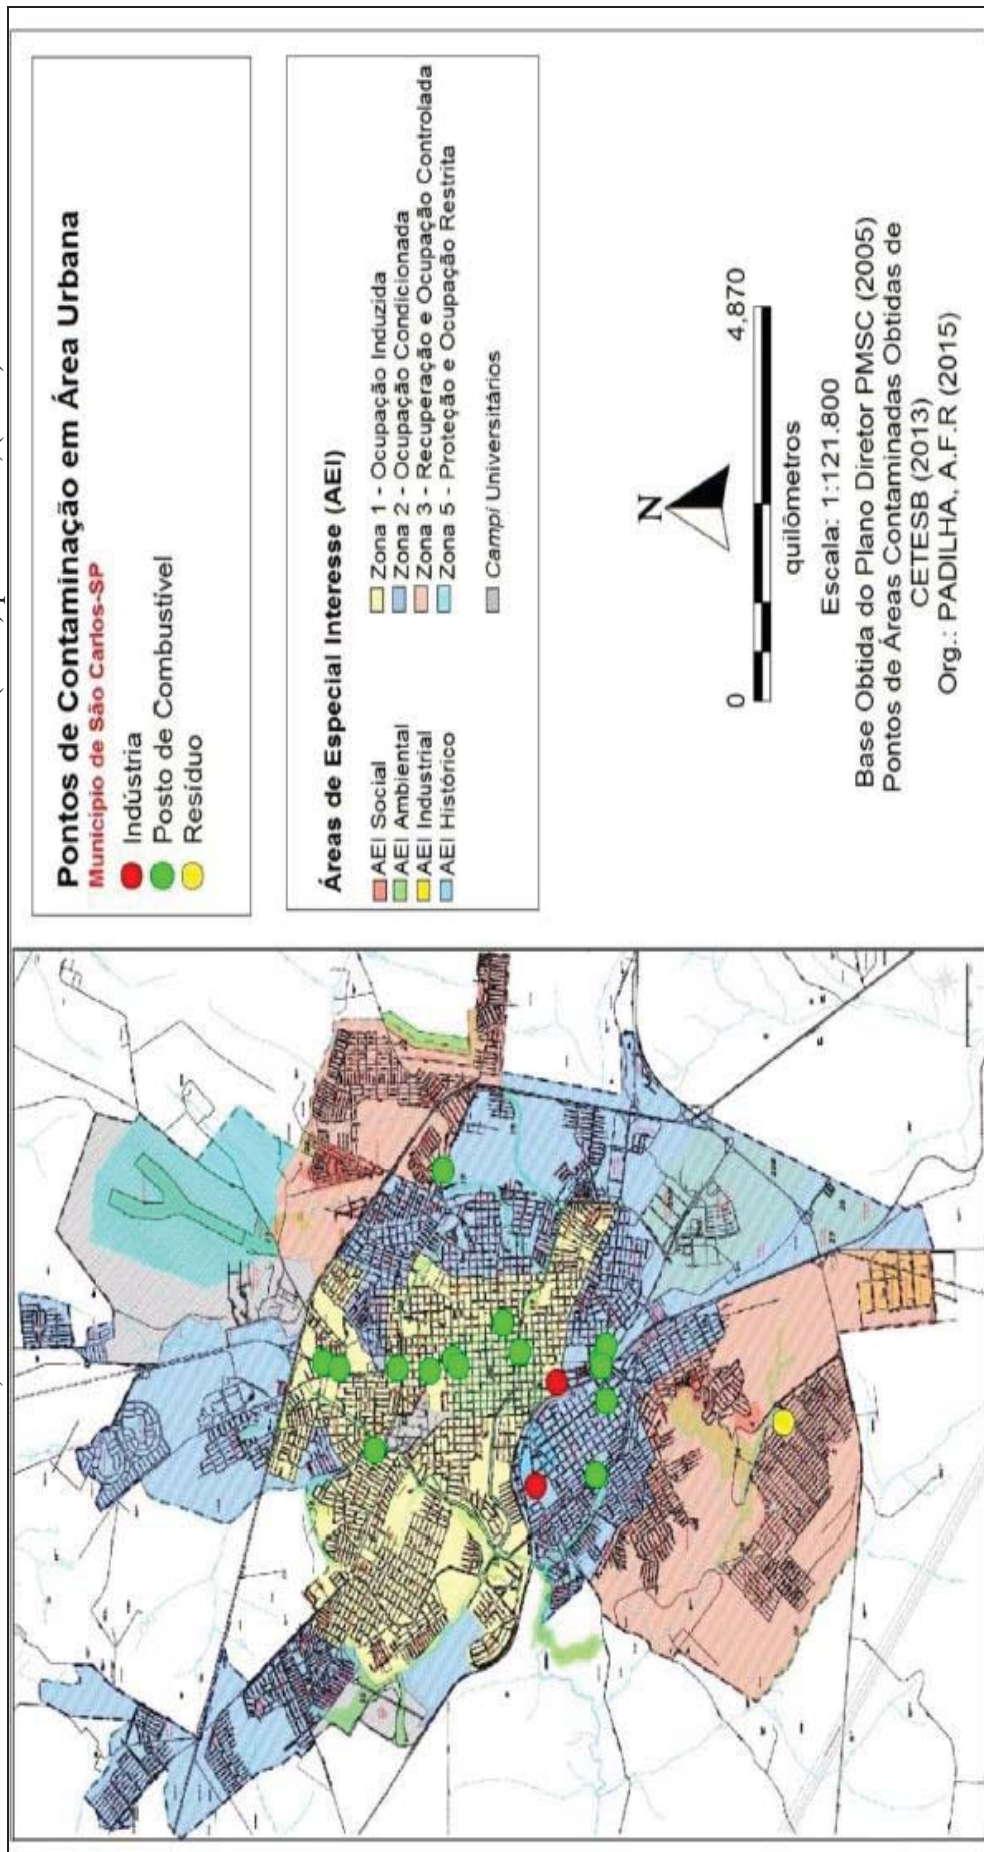 Pontos de Contaminação em Área Urbana
Município de São Carlos-SP
Indústria
Posto de Combustível
Resíduo
Áreas de Especial Interesse (AEI)
AEI Social
AEI Ambiental
AEI Industrial
AEI Histórico
Zona 1 - Ocupação Induzida
Zona 2 - Ocupação Condicionada
Zona 3 - Recuperação e Ocupação Controlada
Zona 5 - Proteção e Ocupação Restrita
Campi Universitários
N
0
4,870
quilômetros
Escala: 1:121.800
Base Obtida do Plano Diretor PMSC (2005)
Pontos de Áreas Contaminadas Obtidas de
CETESB (2013)
Org.: PADILHA, A.F.R (2015)